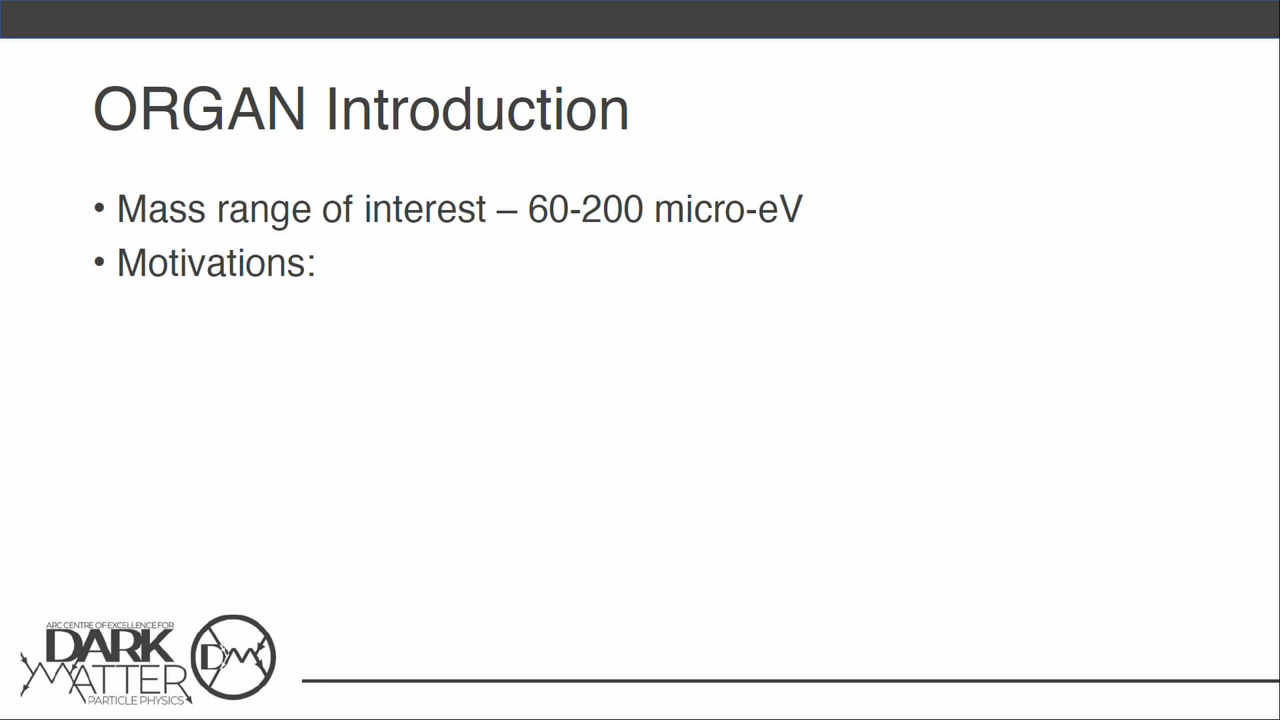 ORGAN Introduction
• Mass range of interest – 60-200 micro-eV
• Motivations:
ARC CENTRE OF EXCELLENCE FOR
DARK
MATTER
PARTICLE PHYSICS
DM